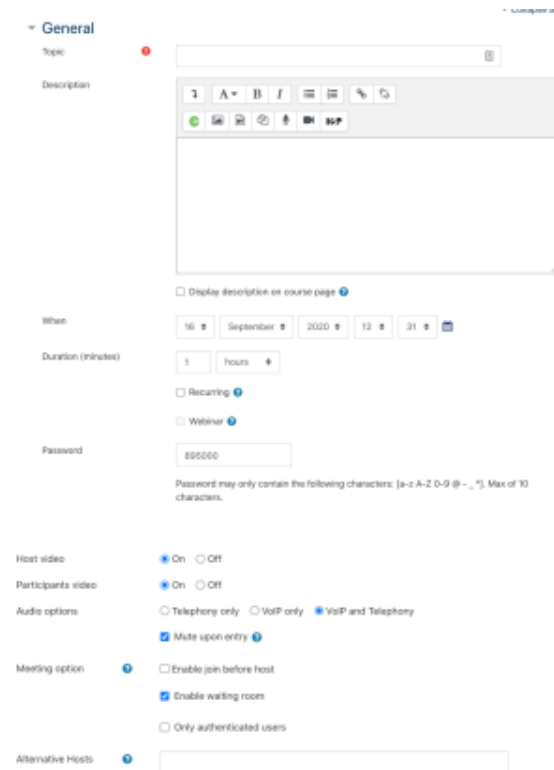 General
Topic
Description
A B I
H5P
Display description on course page
When 16 September 2020 12 31
Duration (minutes) 1 hours
Recurring
Webinar
Password 895000
Password may only contain the following characters: [a-z A-Z 0-9 @ - _ *]. Max of 10
characters.
Host video On Off
Participants video On Off
Audio options Telephony only VoIP only VoIP and Telephony
Mute upon entry
Meeting option Enable join before host
Enable waiting room
Only authenticated users
Alternative Hosts